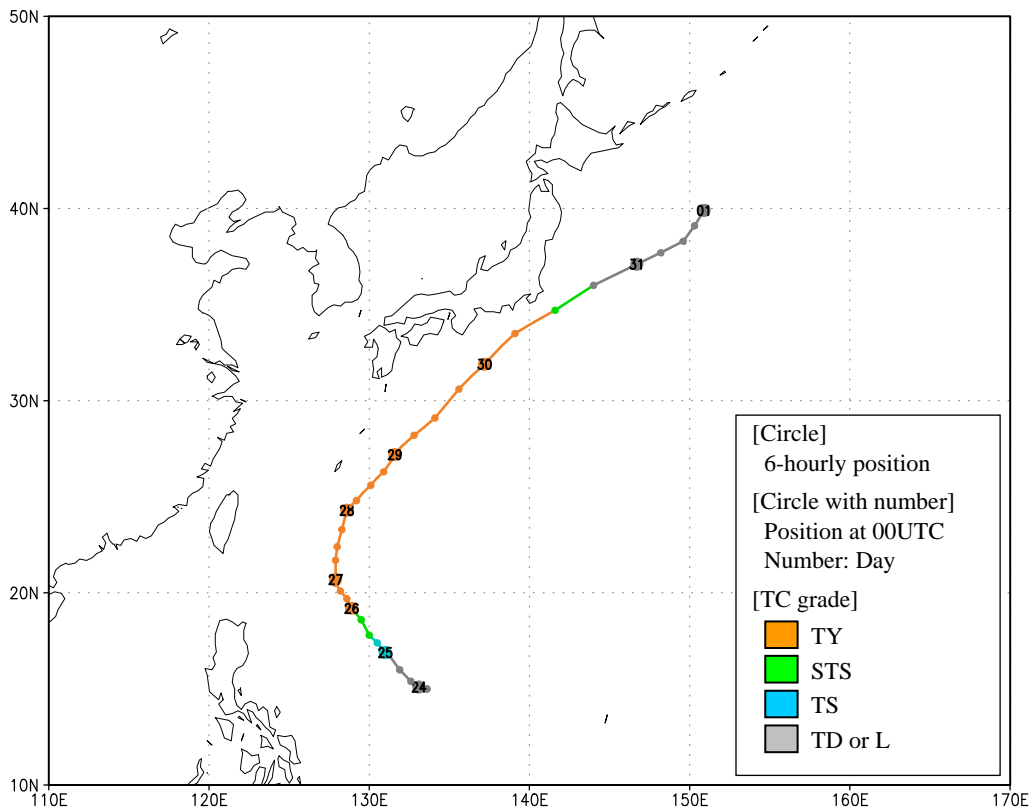 50N
40N
30N
20N
10N
110E
120E
130E
140E
150E
160E
170E
01
31
30
29
28
27
26
25
24
[Circle]
6-hourly position
[Circle with number]
Position at 00UTC
Number: Day
[TC grade]
TY
STS
TS
TD or L